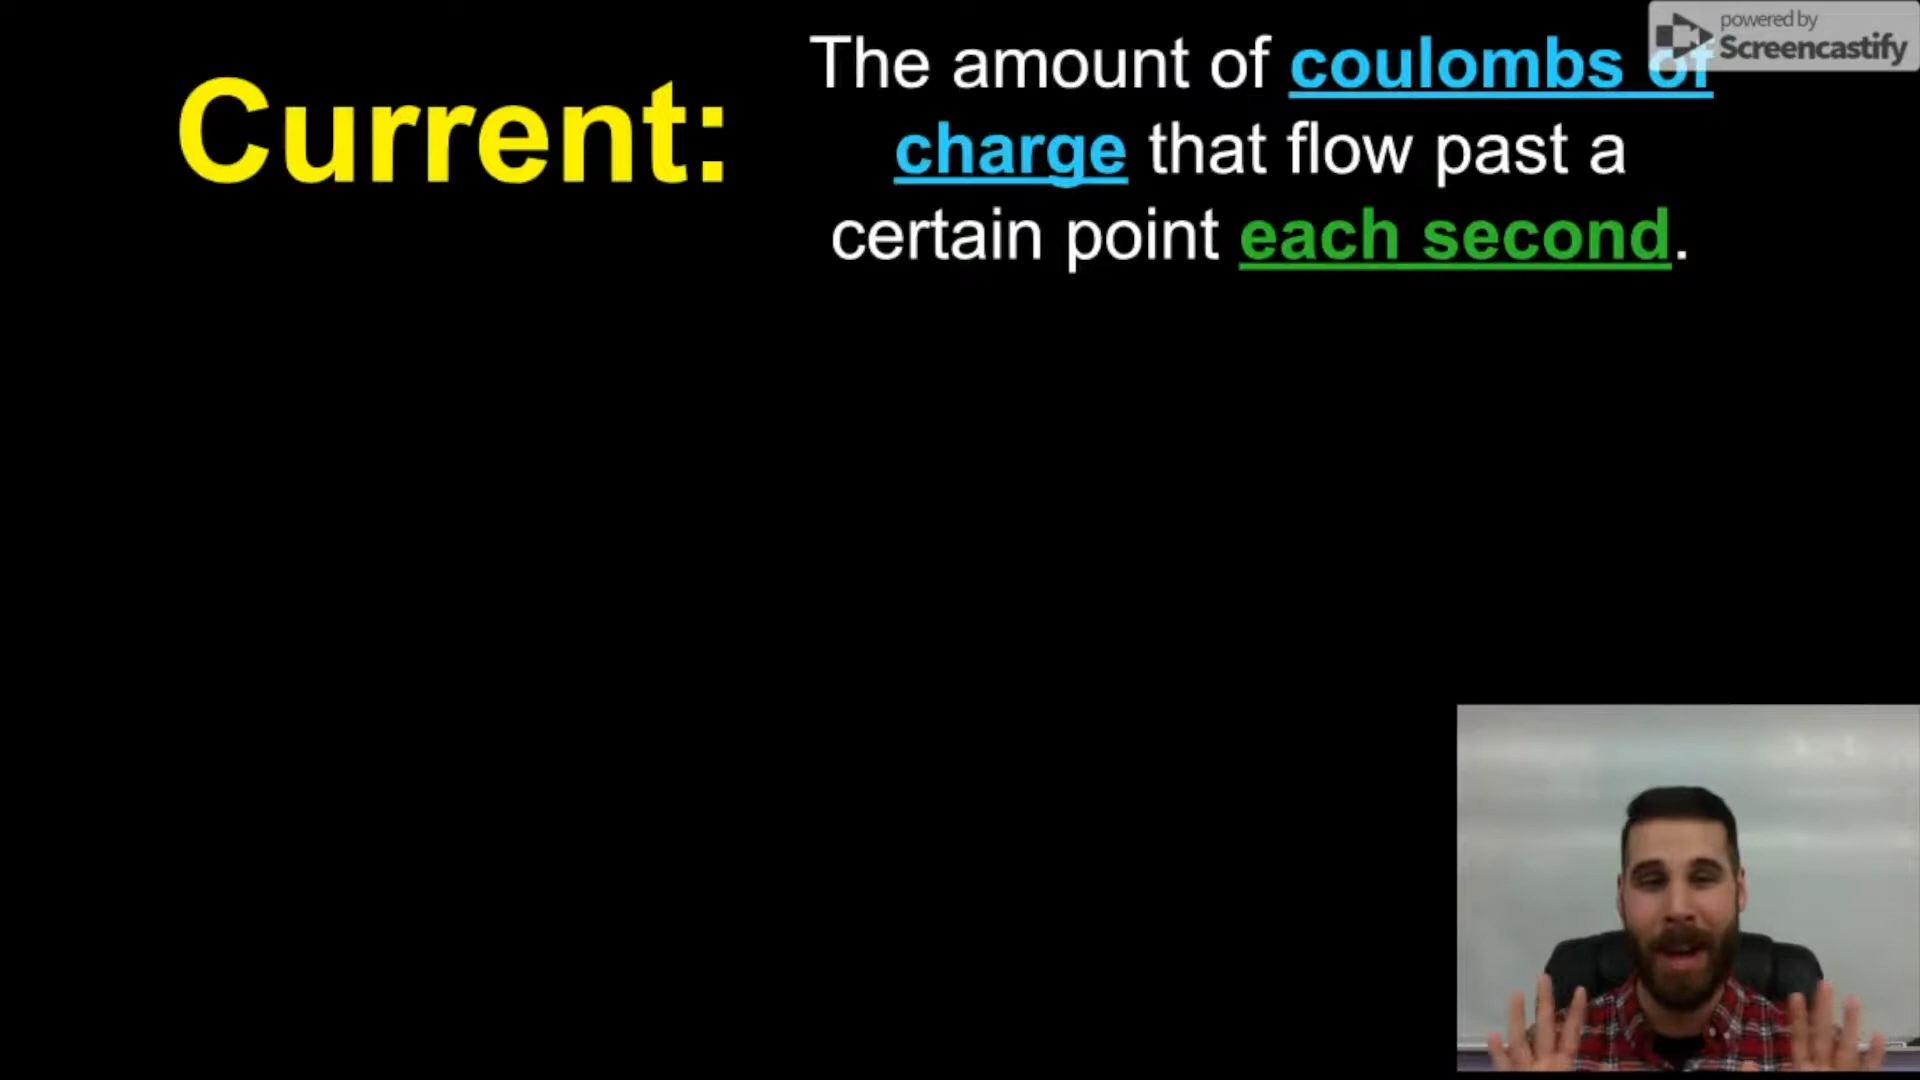 powered by
Screencastify
Current:
The amount of coulombs of
charge that flow past a
certain point each second.